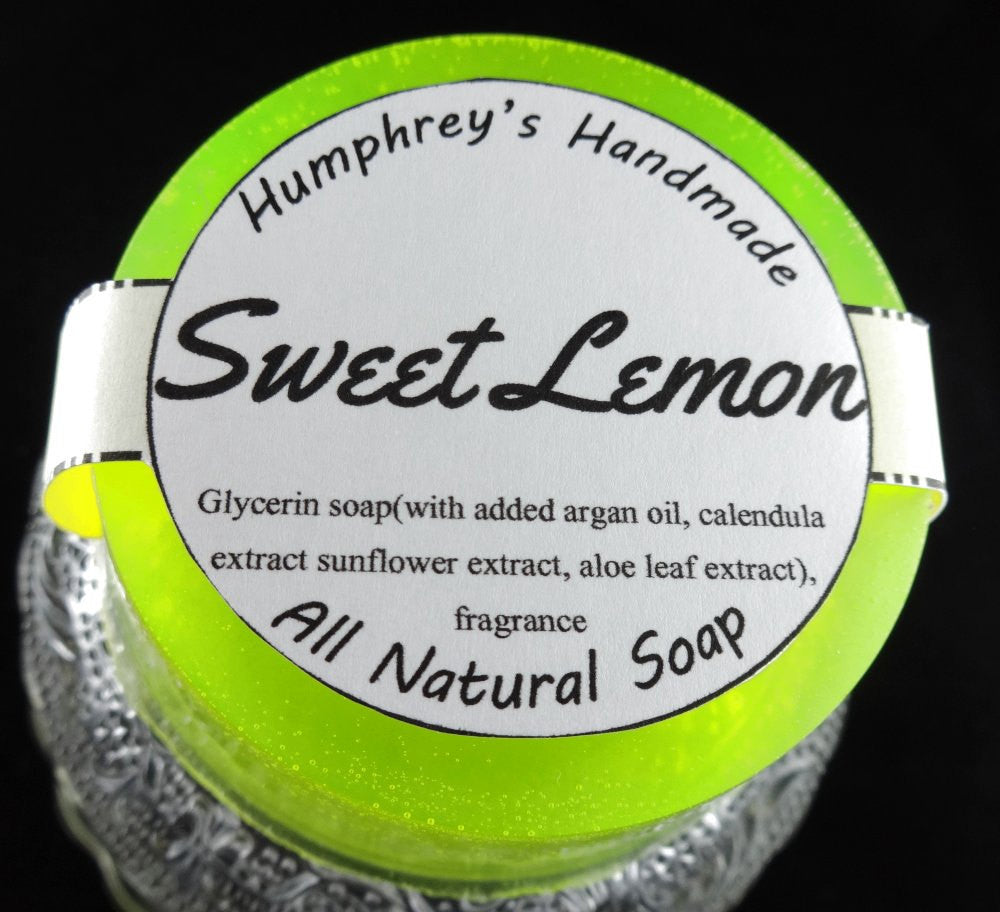 Humphrey's Handmade
Sweet Lemon
Glycerin soap(with added argan oil, calendula
extract sunflower extract, aloe leaf extract),
fragrance
All Natural Soap